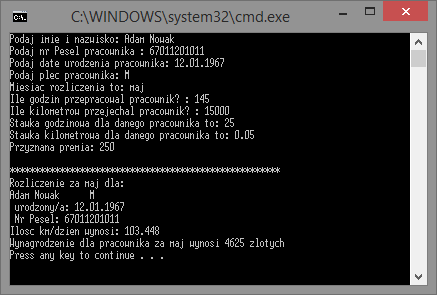 C:\WINDOWS\system32\cmd.exe
Podaj imie i nazwisko: Adam Nowak
Podaj nr Pesel pracownika : 67011201011
Podaj date urodzenia pracownika: 12.01.1967
Podaj plec pracownika: M
Miesiac rozliczenia to: maj
Ile godzin przepracowal pracownik? : 145
Ile kilometrow przejechal pracownik? : 15000
Stawka godzinowa dla danego pracownika to: 25
Stawka kilometrowa dla danego pracownika to: 0.05
Przyznana premia: 250
******************************************************
Rozliczenie za maj dla:
Adam Nowak M
urodzony/a: 12.01.1967
Nr Pesel: 67011201011
Ilosc km/dzien wynosi: 103.448
Wynagrodzenie dla pracownika za maj wynosi 4625 zlotych
Press any key to continue . . .